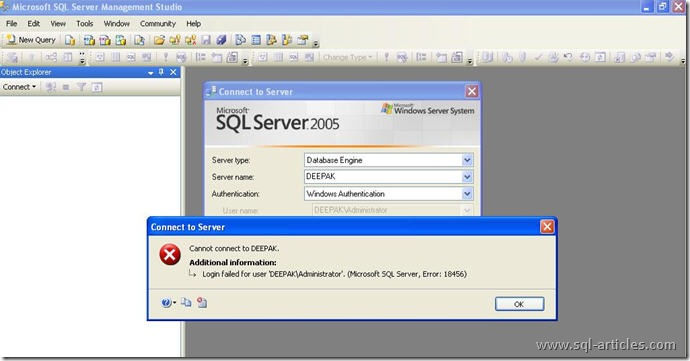 Microsoft SQL Server Management Studio
File Edit View Tools Window Community Help
New Query
Change Type
Object Explorer
Connect
Connect to Server
Microsoft
SQL Server 2005
Microsoft
Windows Server System
Server type: Database Engine
Server name: DEEPAK
Authentication: Windows Authentication
User name: DEEPAK\Administrator
Connect to Server
Cannot connect to DEEPAK.
Additional information:
Login failed for user 'DEEPAK\Administrator'. (Microsoft SQL Server, Error: 18456)
OK
www.sql-articles.com